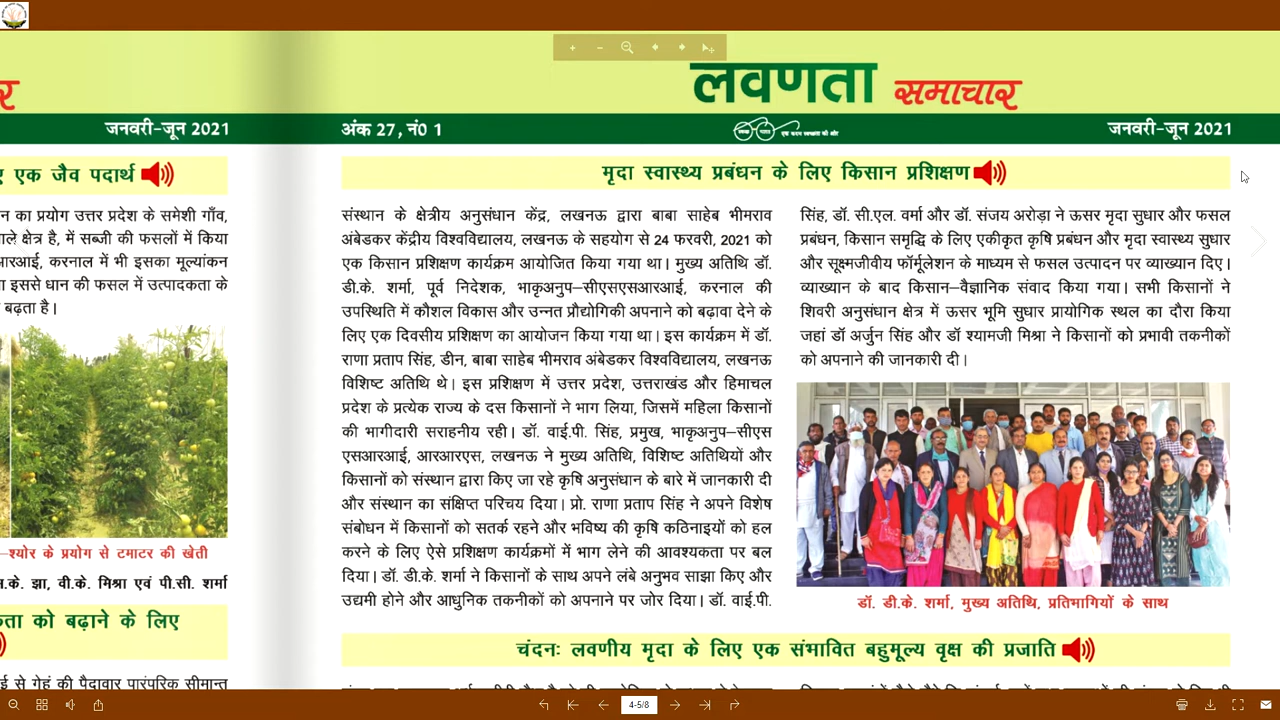 लवणता समाचार
र
जनवरी–जून 2021
अंक 27, नं0 1
जनवरी–जून 2021
एक जैव पदार्थ
न का प्रयोग उत्तर प्रदेश के समेशी गाँव,
क्षेत्र है, में सब्जी की फसलों में किया
करनाल में भी इसका मूल्यांकन
इससे धान की फसल में उत्पादकता के
बढ़ता है।
श्योर के प्रयोग से टमाटर की खेती
झा, वी.के. मिश्रा एवं पी.सी. शर्मा
को बढ़ाने के लिए
से गेहूं की पैदावार पारंपरिक सीमान्त
मृदा स्वास्थ्य प्रबंधन के लिए किसान प्रशिक्षण
संस्थान के क्षेत्रीय अनुसंधान केंद्र, लखनऊ द्वारा बाबा साहेब भीमराव
अंबेडकर केंद्रीय विश्वविद्यालय, लखनऊ के सहयोग से 24 फरवरी, 2021 को
एक किसान प्रशिक्षण कार्यक्रम आयोजित किया गया था। मुख्य अतिथि डॉ.
डी.के. शर्मा, पूर्व निदेशक, भाकृअनुप–सीएसएसआरआई, करनाल की
उपस्थिति में कौशल विकास और उन्नत प्रौद्योगिकी अपनाने को बढ़ावा देने के
लिए एक दिवसीय प्रशिक्षण का आयोजन किया गया था। इस कार्यक्रम में डॉ.
राणा प्रताप सिंह, डीन, बाबा साहेब भीमराव अंबेडकर विश्वविद्यालय, लखनऊ
विशिष्ट अतिथि थे। इस प्रशिक्षण में उत्तर प्रदेश, उत्तराखंड और हिमाचल
प्रदेश के प्रत्येक राज्य के दस किसानों ने भाग लिया, जिसमें महिला किसानों
की भागीदारी सराहनीय रही। डॉ. वाई.पी. सिंह, प्रमुख, भाकृअनुप–सीएस
एसआरआई, आरआरएस, लखनऊ ने मुख्य अतिथि, विशिष्ट अतिथियों और
किसानों को संस्थान द्वारा किए जा रहे कृषि अनुसंधान के बारे में जानकारी दी
और संस्थान का संक्षिप्त परिचय दिया। प्रो. राणा प्रताप सिंह ने अपने विशेष
संबोधन में किसानों को सतर्क रहने और भविष्य की कृषि कठिनाइयों को हल
करने के लिए ऐसे प्रशिक्षण कार्यक्रमों में भाग लेने की आवश्यकता पर बल
दिया। डॉ. डी.के. शर्मा ने किसानों के साथ अपने लंबे अनुभव साझा किए और
उद्यमी होने और आधुनिक तकनीकों को अपनाने पर जोर दिया। डॉ. वाई.पी.
सिंह, डॉ. सी.एल. वर्मा और डॉ. संजय अरोड़ा ने ऊसर मृदा सुधार और फसल
प्रबंधन, किसान समृद्धि के लिए एकीकृत कृषि प्रबंधन और मृदा स्वास्थ्य सुधार
और सूक्ष्मजीवीय फॉर्मूलेशन के माध्यम से फसल उत्पादन पर व्याख्यान दिए।
व्याख्यान के बाद किसान–वैज्ञानिक संवाद किया गया। सभी किसानों ने
शिवरी अनुसंधान क्षेत्र में ऊसर भूमि सुधार प्रायोगिक स्थल का दौरा किया
जहां डॉ अर्जुन सिंह और डॉ श्यामजी मिश्रा ने किसानों को प्रभावी तकनीकों
को अपनाने की जानकारी दी।
डॉ. डी.के. शर्मा, मुख्य अतिथि, प्रतिभागियों के साथ
चंदनः लवणीय मृदा के लिए एक संभावित बहुमूल्य वृक्ष की प्रजाति
4-5/8